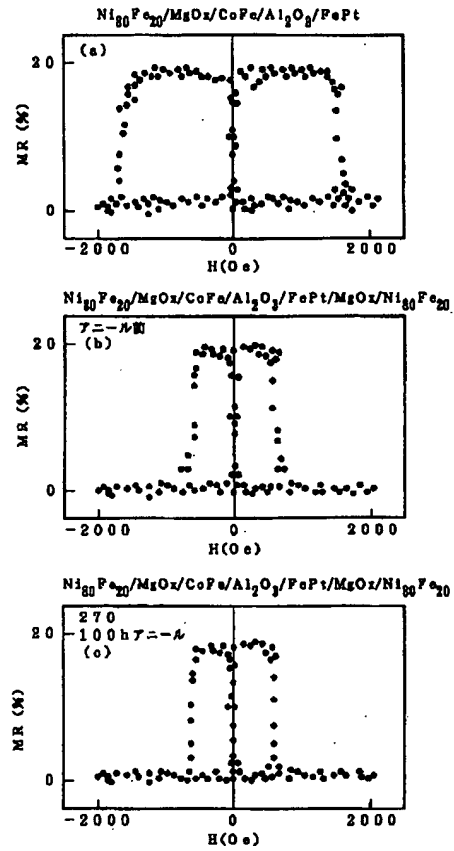 Ni80Fe20/MgOx/CoFe/Al2O3/FePt
(a)
20
MR (%)
0
-2000 0 2000
H(Oe)
Ni80Fe20/MgOx/CoFe/Al2O3/FePt/MgOx/Ni80Fe20
アニール前
(b)
20
MR (%)
0
-2000 0 2000
H(Oe)
Ni80Fe20/MgOx/CoFe/Al2O3/FePt/MgOx/Ni80Fe20
270
100hアニール
(c)
20
MR (%)
0
-2000 0 2000
H(Oe)